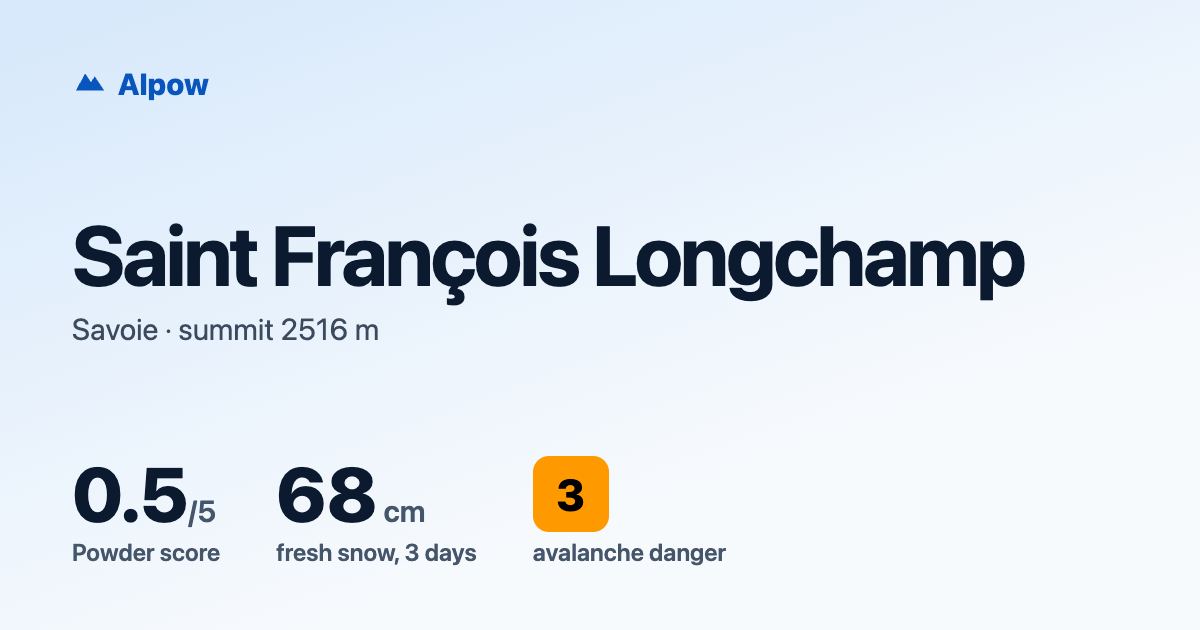 Alpow
Saint François Longchamp
Savoie · summit 2516 m
0.5/5
Powder score
68 cm
fresh snow, 3 days
3
avalanche danger